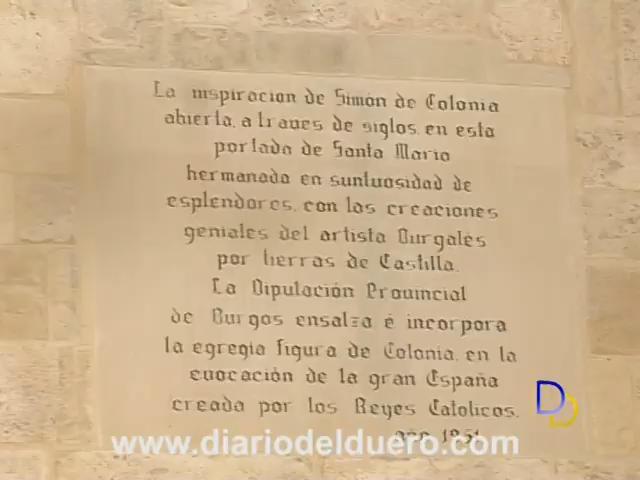 La inspiracion de Simón de Colonia
abierta, a traves de siglos, en esta
portada de Santa Maria
hermanada en suntuosidad de
esplendores, con las creaciones
geniales del artista Burgalés
por tierras de Castilla.
La Diputación Provincial
de Burgos ensalza é incorpora
la egregia figura de Colonia, en la
evocación de la gran España
creada por los Reyes Catolicos.
año 1951
www.diariodelduero.com